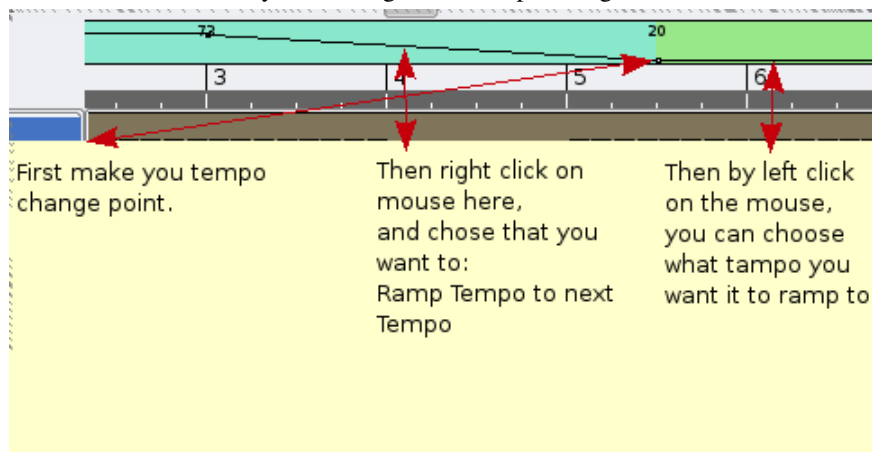 73
20
3
4
5
6
First make you tempo
change point.
Then right click on
mouse here,
and chose that you
want to:
Ramp Tempo to next
Tempo
Then by left click
on the mouse,
you can choose
what tampo you
want it to ramp to